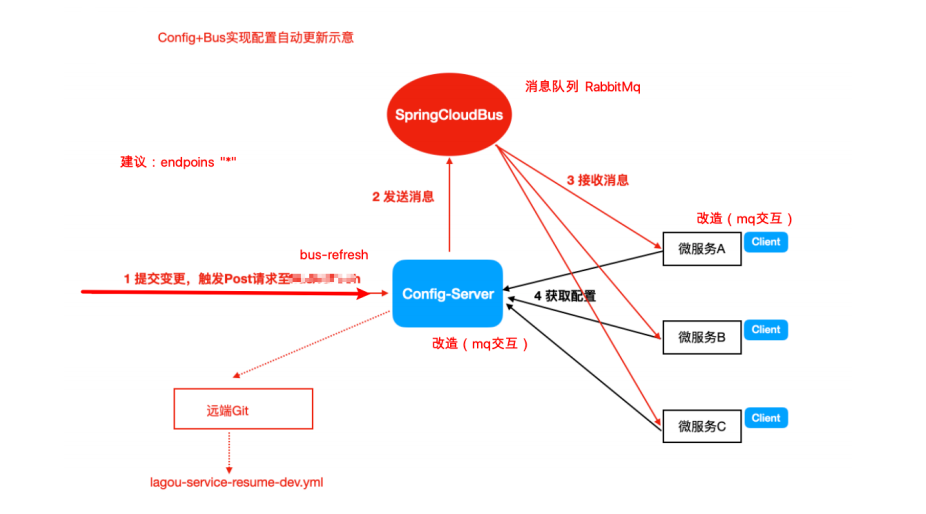 Config+Bus实现配置自动更新示意
消息队列 RabbitMq
SpringCloudBus
建议：endpoins "*"
2 发送消息
3 接收消息
改造（mq交互）
微服务A
Client
bus-refresh
1 提交变更，触发Post请求至
Config-Server
4 获取配置
微服务B
Client
改造（mq交互）
远端Git
微服务C
Client
lagou-service-resume-dev.yml